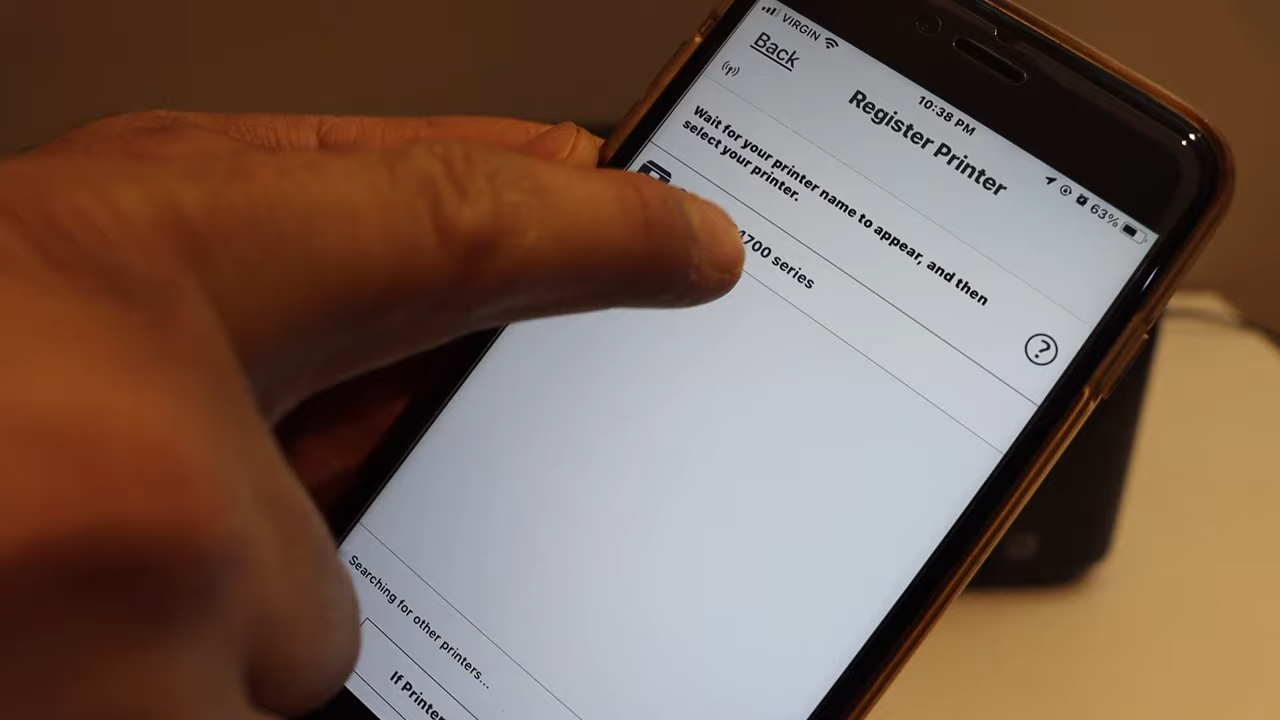 VIRGIN
10:38 PM
63%
Back
Register Printer
Wait for your printer name to appear, and then
select your printer.
4700 series
?
Searching for other printers...
If Printer